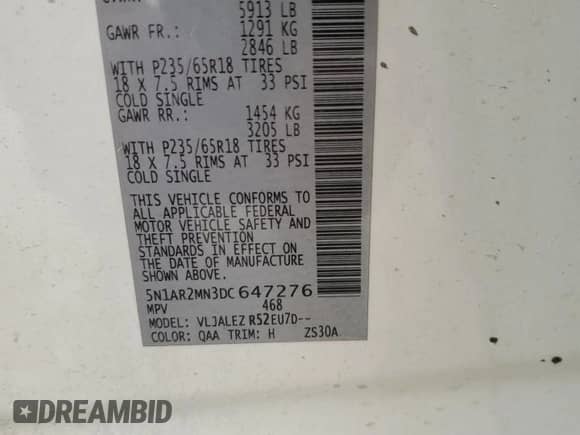 5913 LB
GAWR FR.: 1291 KG
2846 LB
WITH P235/65R18 TIRES
18 X 7.5 RIMS AT 33 PSI
COLD SINGLE
GAWR RR.: 1454 KG
3205 LB
WITH P235/65R18 TIRES
18 X 7.5 RIMS AT 33 PSI
COLD SINGLE
THIS VEHICLE CONFORMS TO
ALL APPLICABLE FEDERAL
MOTOR VEHICLE SAFETY AND
THEFT PREVENTION
STANDARDS IN EFFECT ON
THE DATE OF MANUFACTURE
SHOWN ABOVE.
5N1AR2MN3DC647276
MPV 468
MODEL: VLJALEZ R52EU7D--
COLOR: QAA TRIM: H ZS30A
DREAMBID